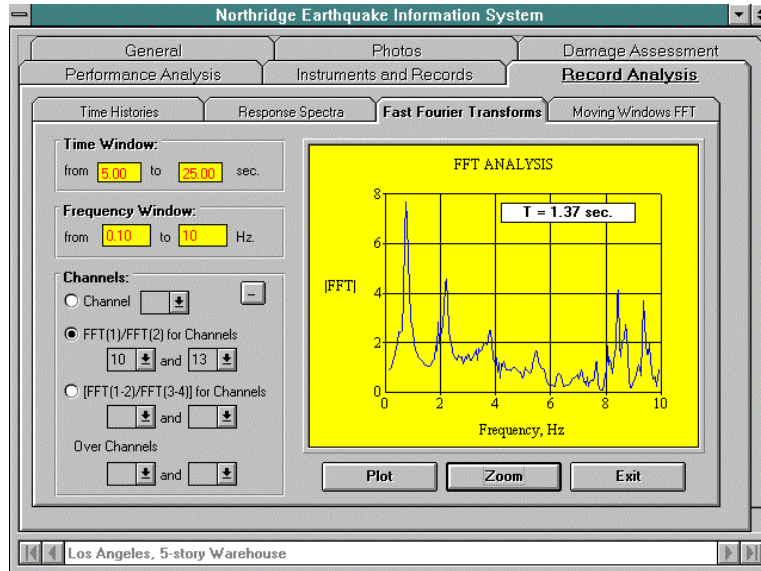 Northridge Earthquake Information System
General Photos Damage Assessment
Performance Analysis Instruments and Records Record Analysis
Time Histories Response Spectra Fast Fourier Transforms Moving Windows FFT
Time Window:
from 5.00 to 25.00 sec.
Frequency Window:
from 0.10 to 10 Hz.
Channels:
Channel
FFT(1)/FFT(2) for Channels
10 and 13
[FFT(1-2)/FFT(3-4)] for Channels
and
Over Channels
and
FFT ANALYSIS
T = 1.37 sec.
|FFT|
8
6
4
2
0
0 2 4 6 8 10
Frequency, Hz
Plot Zoom Exit
Los Angeles, 5-story Warehouse